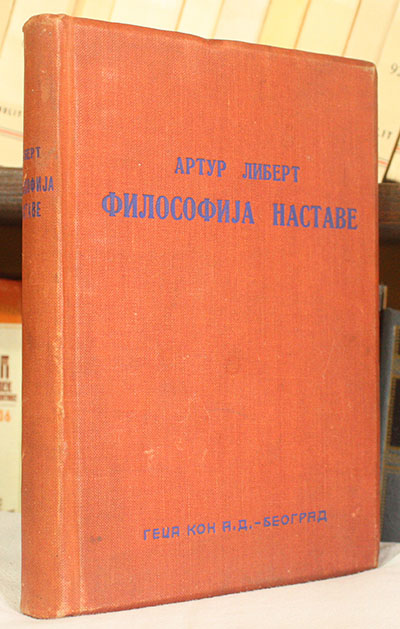 АРТУР ЛИБЕРТ
ФИЛОСОФИЈА НАСТАВЕ
ГЕЦА КОН А.Д.-БЕОГРАД